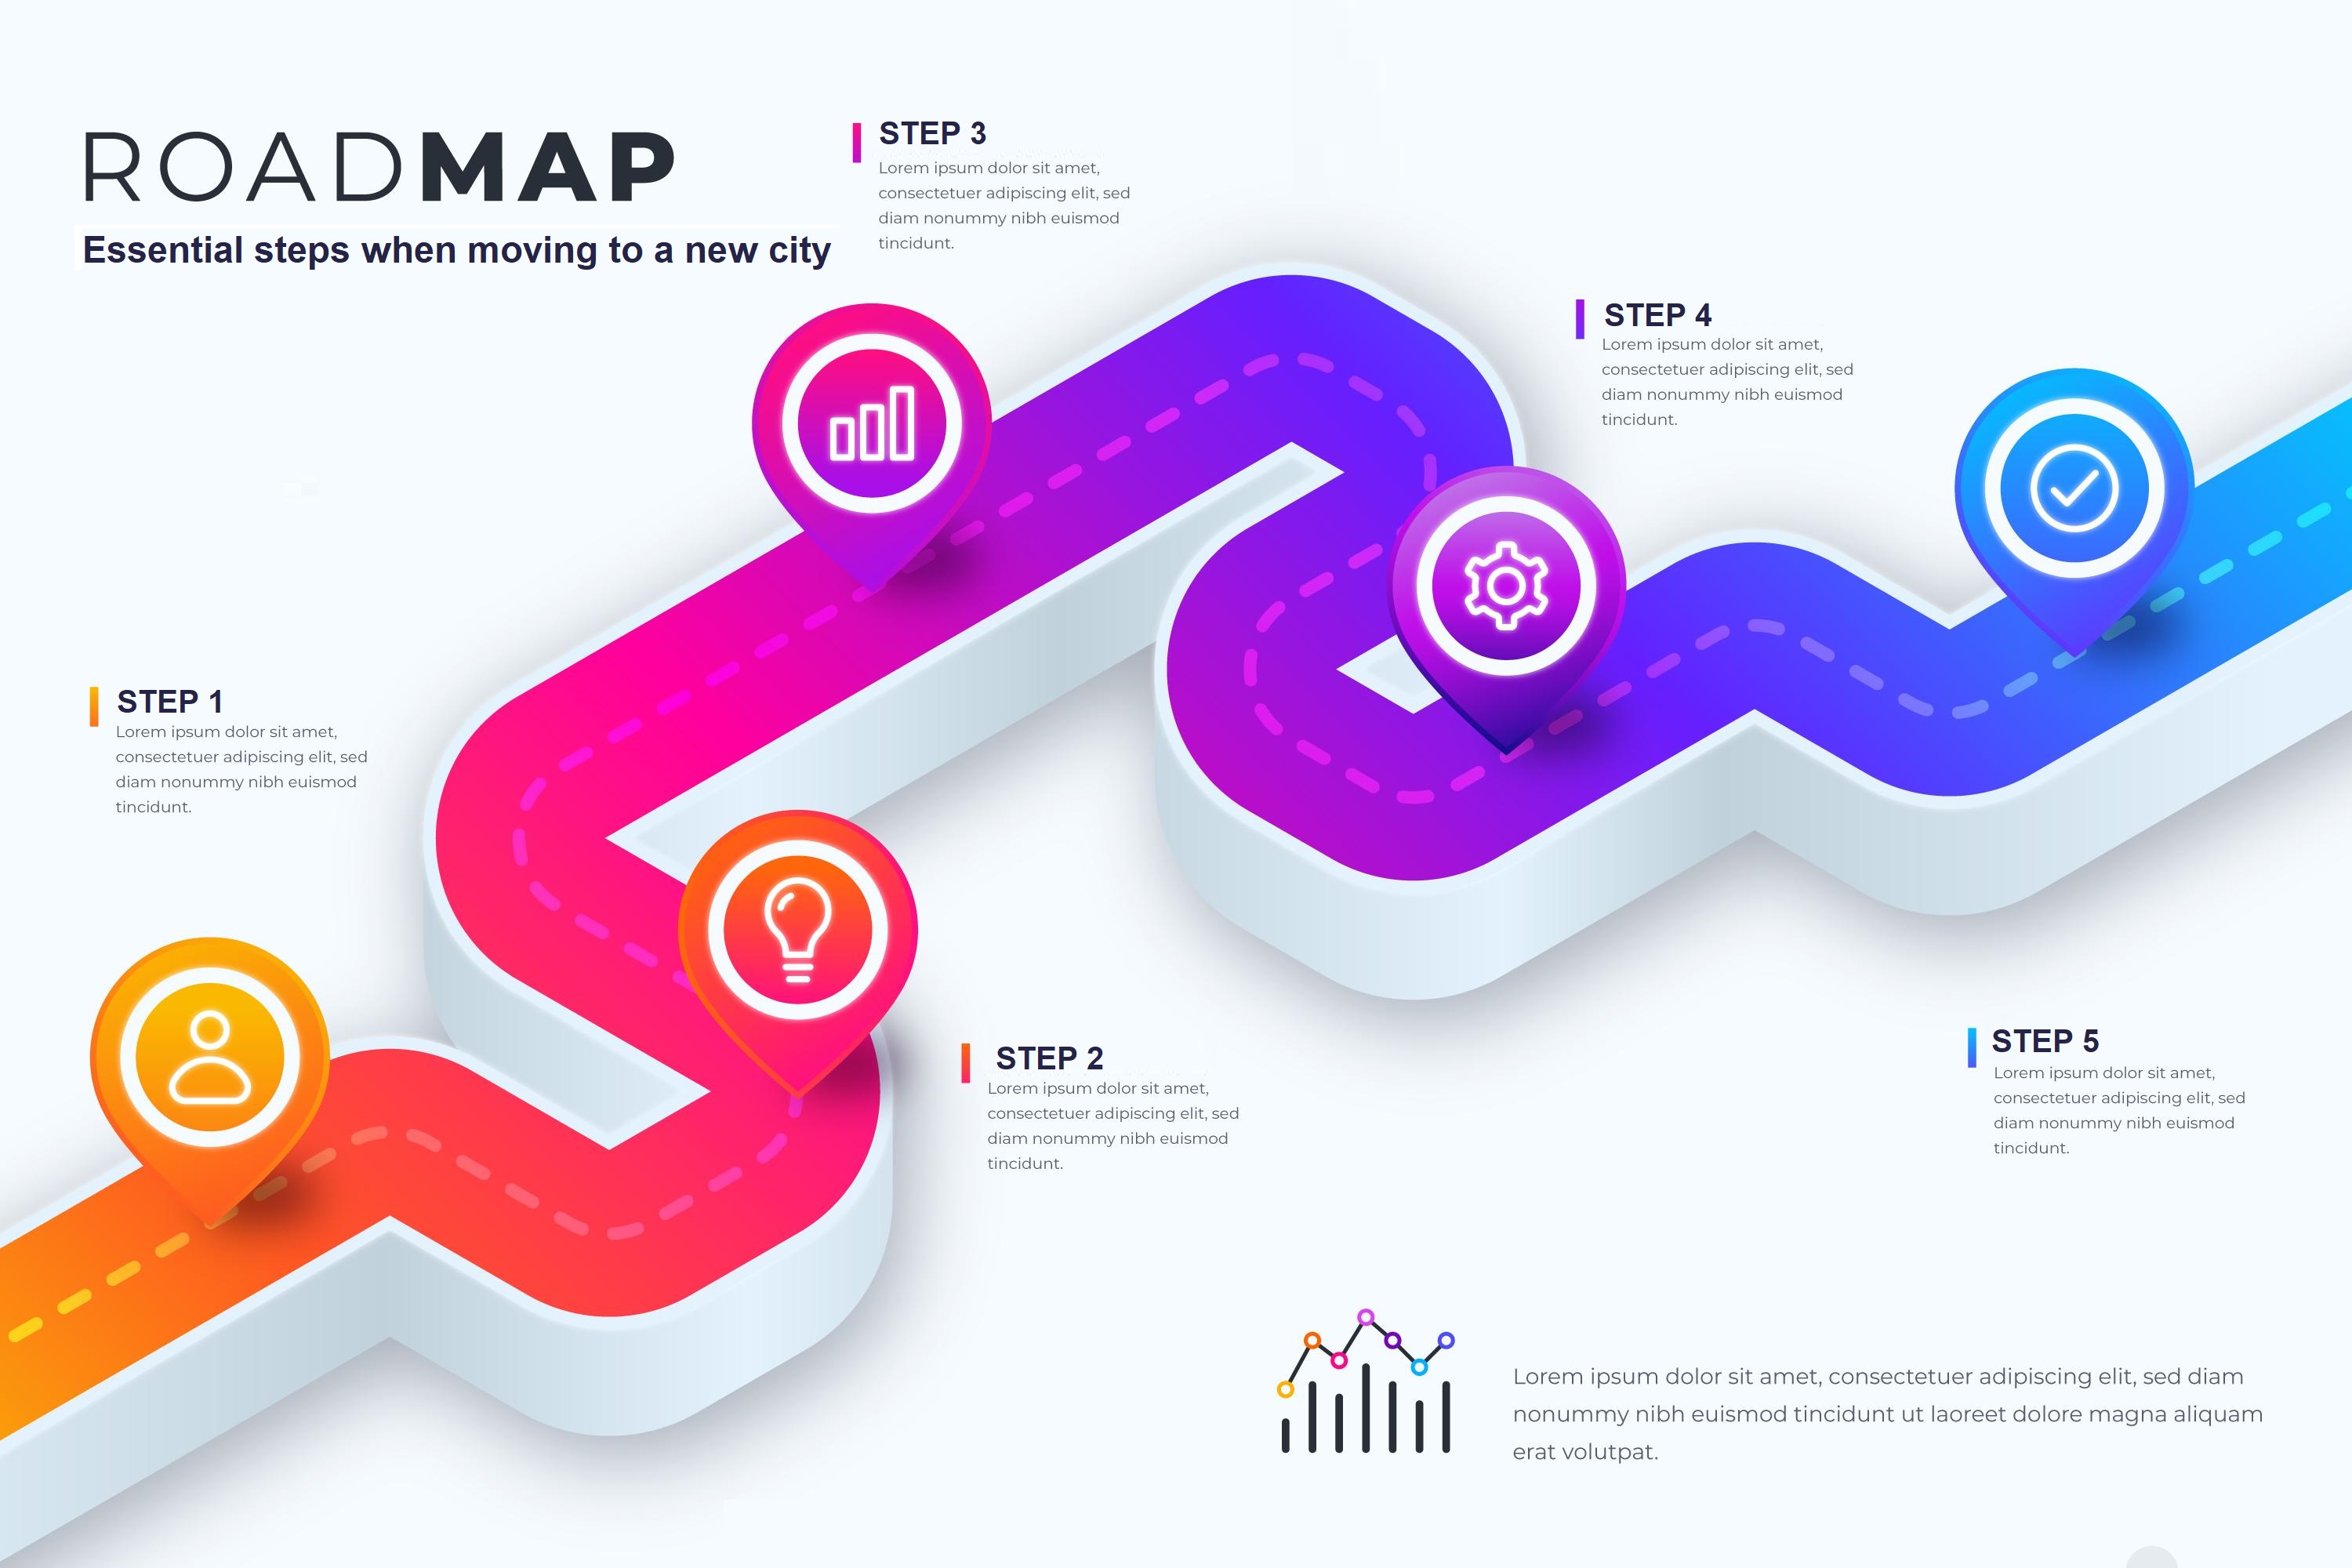 ROADMAP
Essential steps when moving to a new city
STEP 3
Lorem ipsum dolor sit amet,
consectetuer adipiscing elit, sed
diam nonummy nibh euismod
tincidunt.
STEP 4
Lorem ipsum dolor sit amet,
consectetuer adipiscing elit, sed
diam nonummy nibh euismod
tincidunt.
STEP 1
Lorem ipsum dolor sit amet,
consectetuer adipiscing elit, sed
diam nonummy nibh euismod
tincidunt.
STEP 2
Lorem ipsum dolor sit amet,
consectetuer adipiscing elit, sed
diam nonummy nibh euismod
tincidunt.
STEP 5
Lorem ipsum dolor sit amet,
consectetuer adipiscing elit, sed
diam nonummy nibh euismod
tincidunt.
Lorem ipsum dolor sit amet, consectetuer adipiscing elit, sed diam
nonummy nibh euismod tincidunt ut laoreet dolore magna aliquam
erat volutpat.